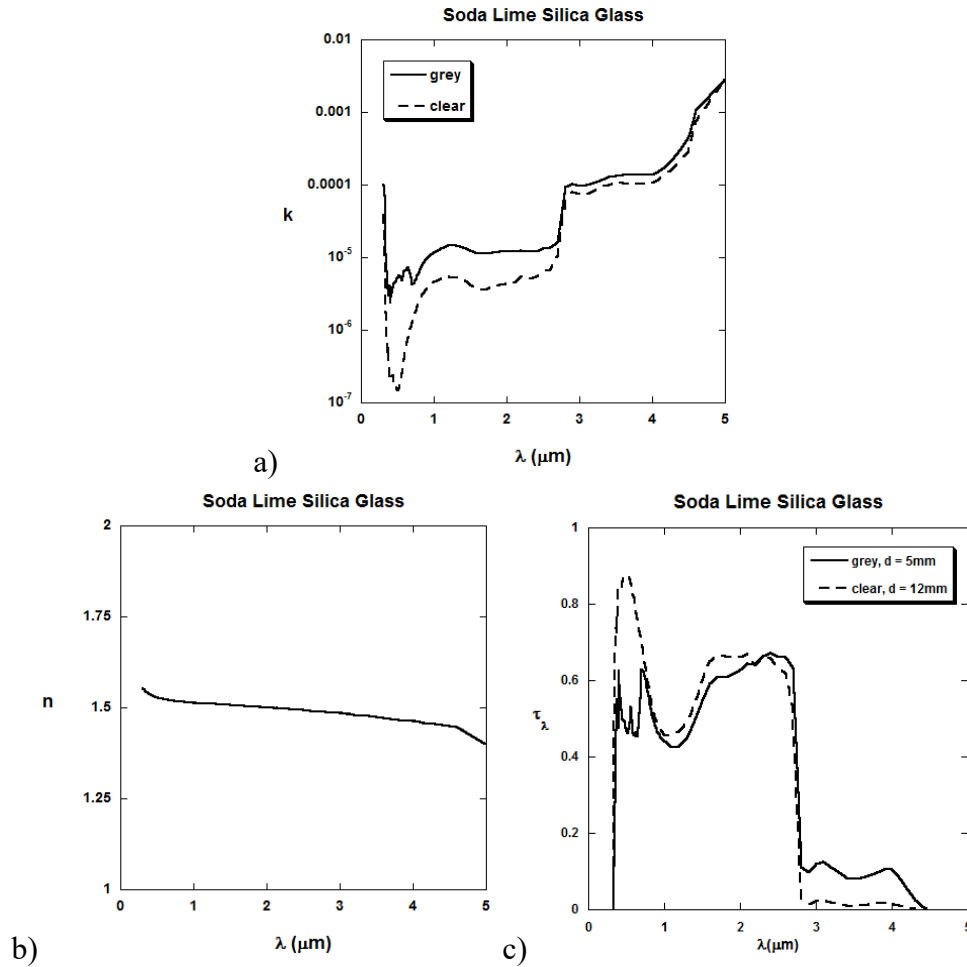 Soda Lime Silica Glass
0.01
0.001
0.0001
10⁻⁵
10⁻⁶
10⁻⁷
k
grey
clear
0 1 2 3 4 5
λ (μm)
a)
Soda Lime Silica Glass
2
1.75
1.5
1.25
1
n
0 1 2 3 4 5
λ (μm)
b)
Soda Lime Silica Glass
1
0.8
0.6
0.4
0.2
0
τλ
grey, d = 5mm
clear, d = 12mm
0 1 2 3 4 5
λ(μm)
c)